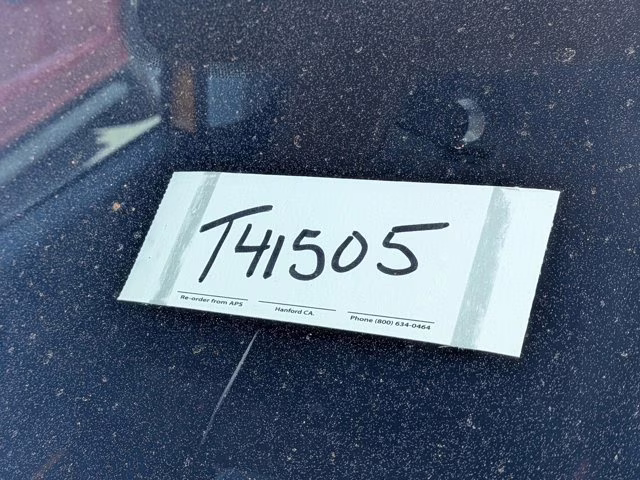 T41505
Re-order from APS
Hanford CA.
Phone (800) 634-0464